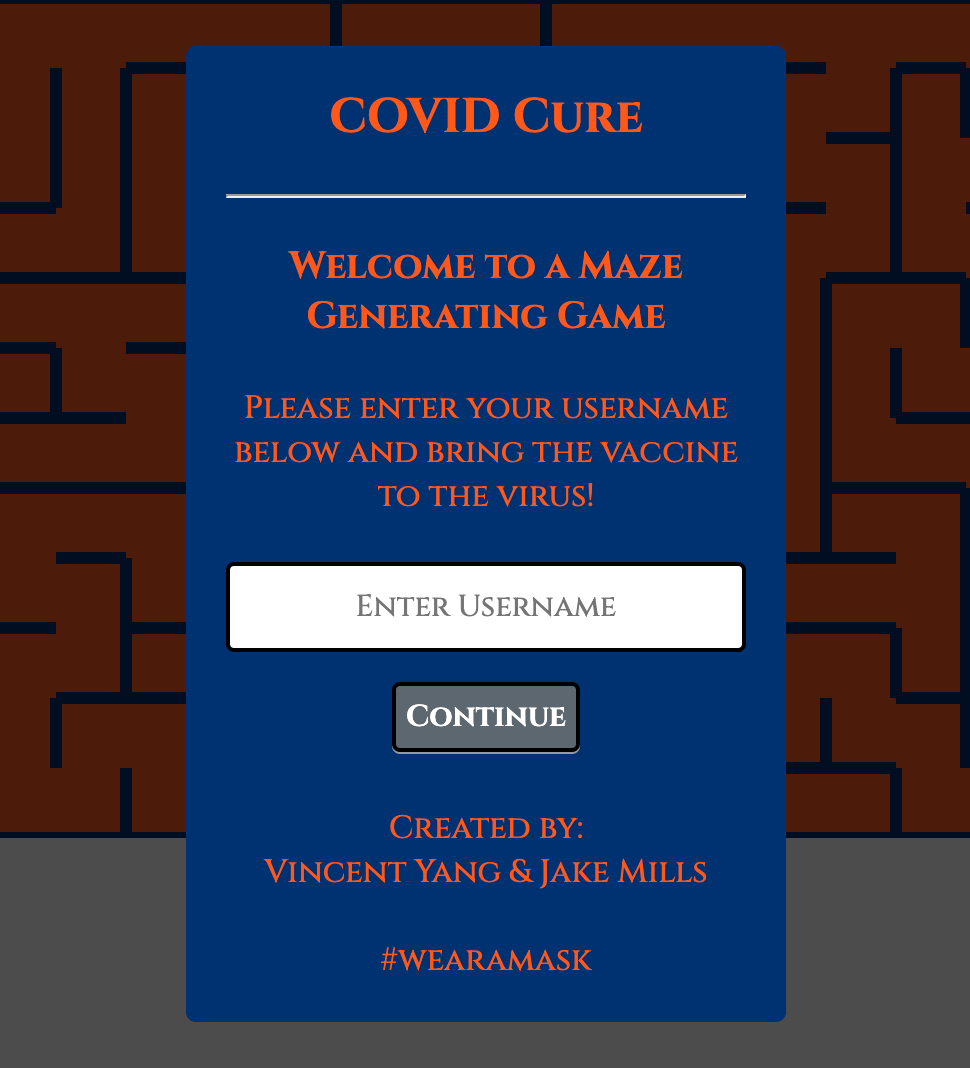 COVID Cure
Welcome to a Maze
Generating Game
Please enter your username
below and bring the vaccine
to the virus!
Enter Username
Continue
Created by:
Vincent Yang & Jake Mills
#wearamask